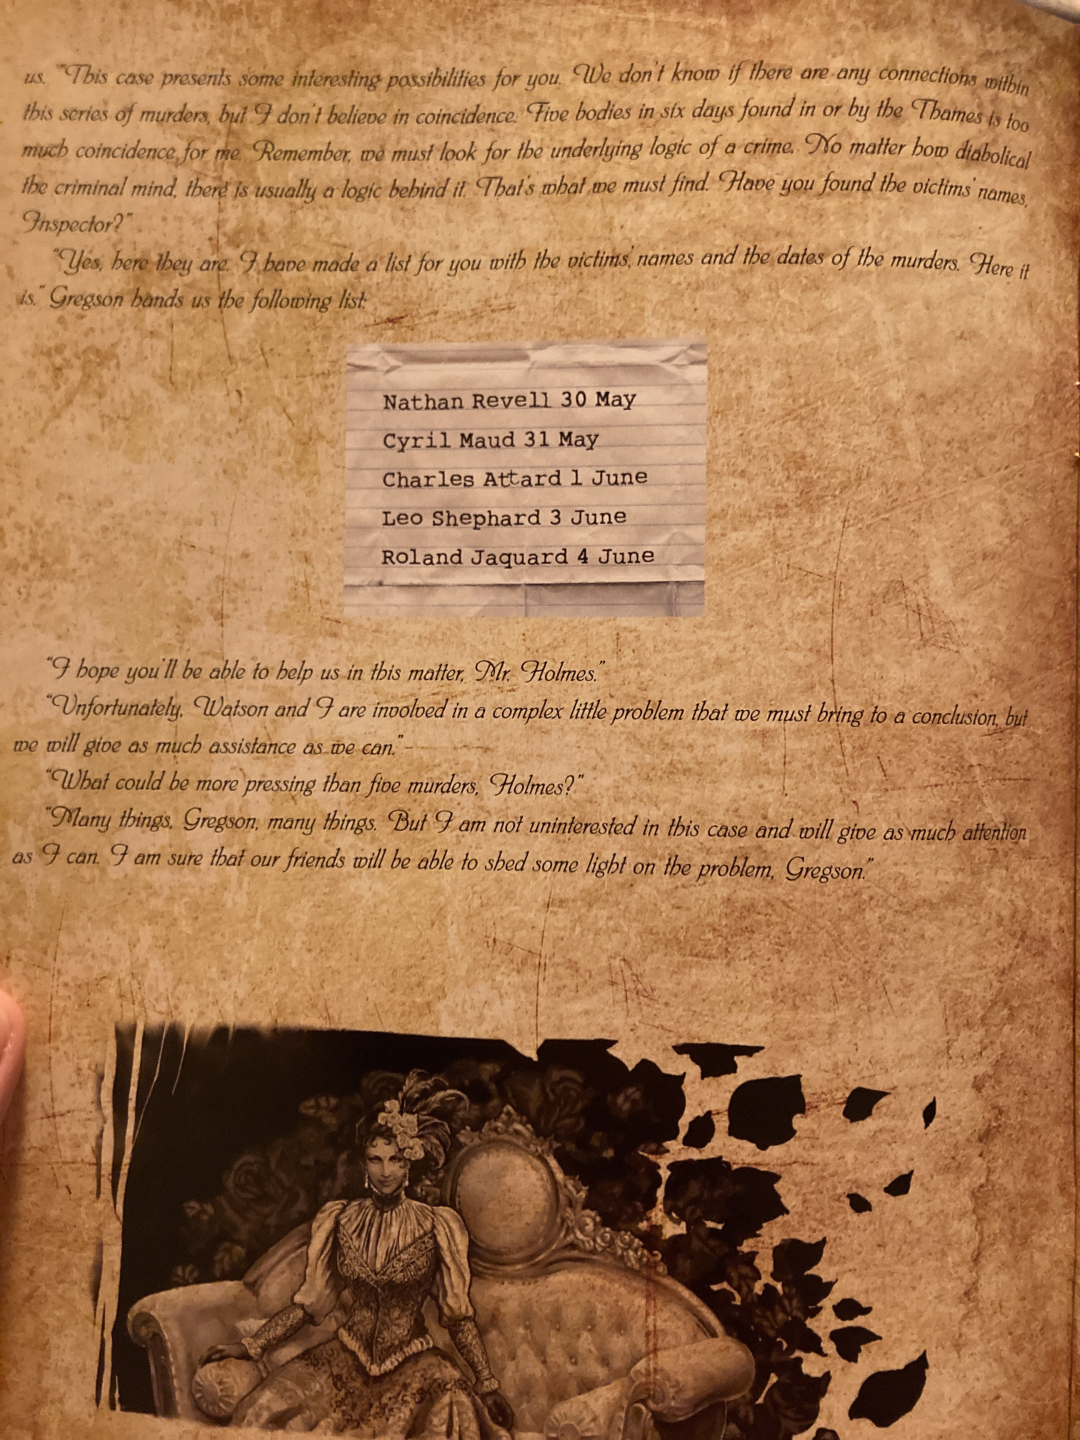 us. "This case presents some interesting possibilities for you. We don't know if there are any connections within
this series of murders, but I don't believe in coincidence. Five bodies in six days found in or by the Thames is too
much coincidence for me. Remember, we must look for the underlying logic of a crime. No matter how diabolical
the criminal mind, there is usually a logic behind it. That's what we must find. Have you found the victims' names,
Inspector?"
"Yes, here they are. I have made a list for you with the victims' names and the dates of the murders. Here it
is." Gregson hands us the following list:
Nathan Revell 30 May
Cyril Maud 31 May
Charles Attard 1 June
Leo Shephard 3 June
Roland Jaquard 4 June
"I hope you'll be able to help us in this matter, Mr. Holmes."
"Unfortunately, Watson and I are involved in a complex little problem that we must bring to a conclusion, but
we will give as much assistance as we can."
"What could be more pressing than five murders, Holmes?"
"Many things, Gregson, many things. But I am not uninterested in this case and will give as much attention
as I can. I am sure that our friends will be able to shed some light on the problem, Gregson."